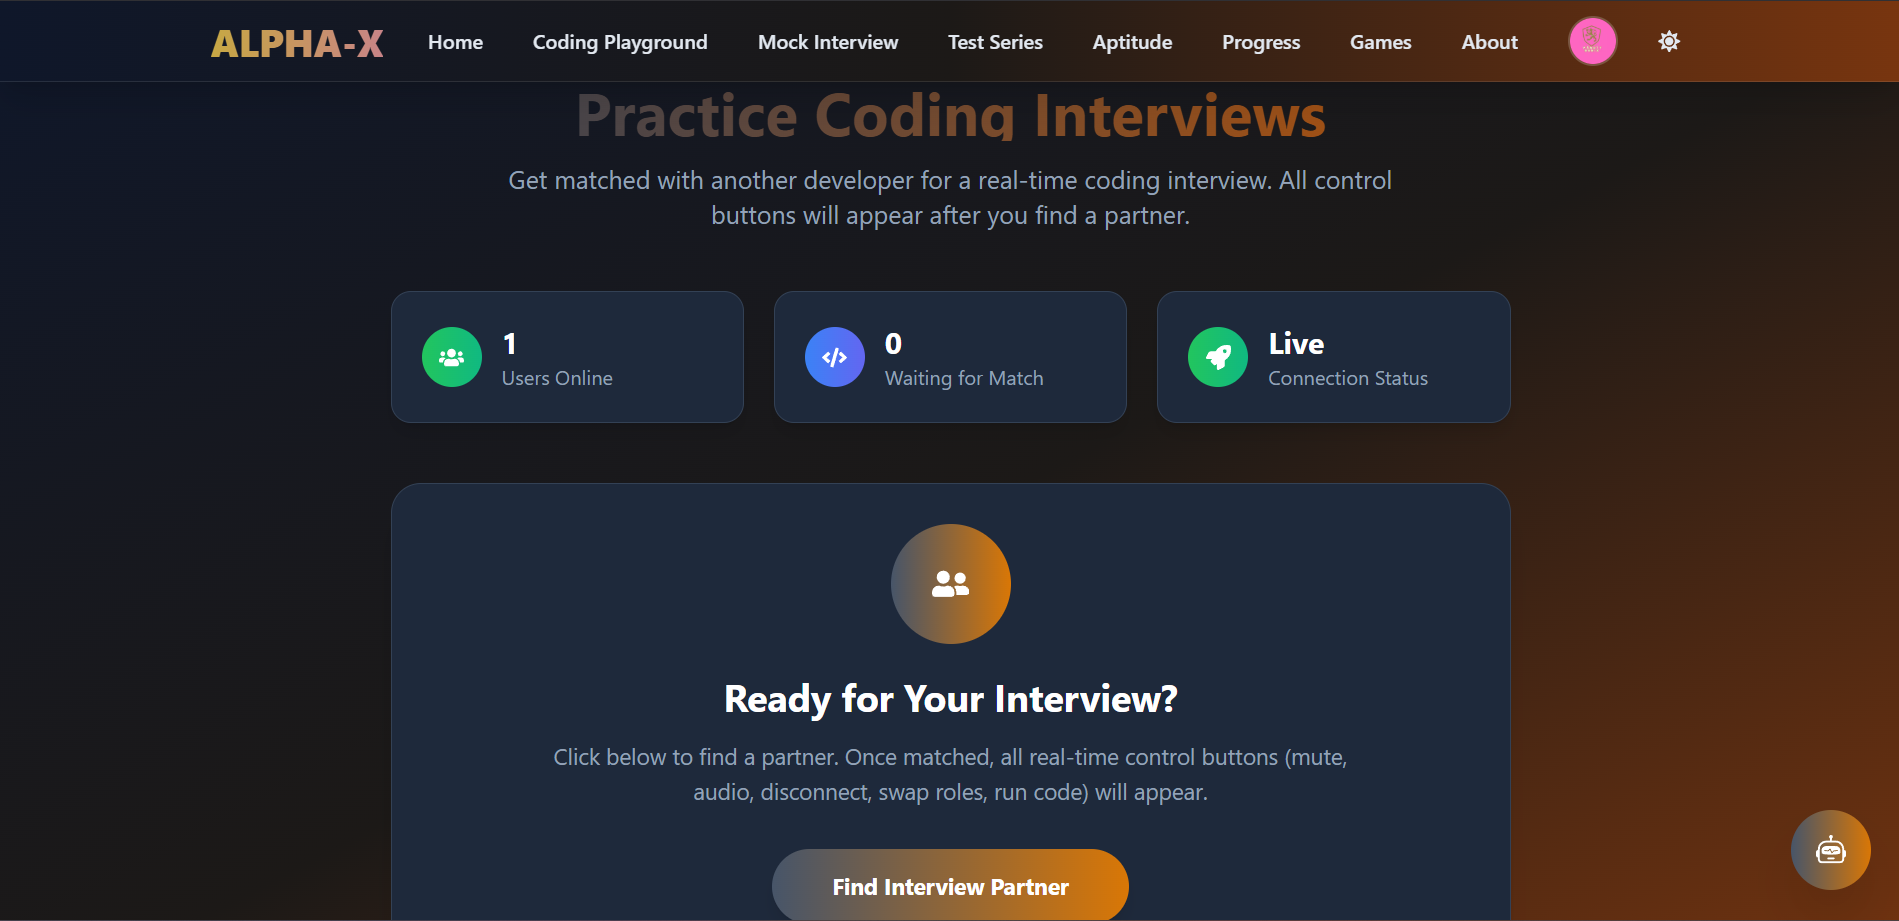 ALPHA-X
Home
Coding Playground
Mock Interview
Test Series
Aptitude
Progress
Games
About
Practice Coding Interviews
Get matched with another developer for a real-time coding interview. All control
buttons will appear after you find a partner.
1
Users Online
0
Waiting for Match
Live
Connection Status
Ready for Your Interview?
Click below to find a partner. Once matched, all real-time control buttons (mute,
audio, disconnect, swap roles, run code) will appear.
Find Interview Partner